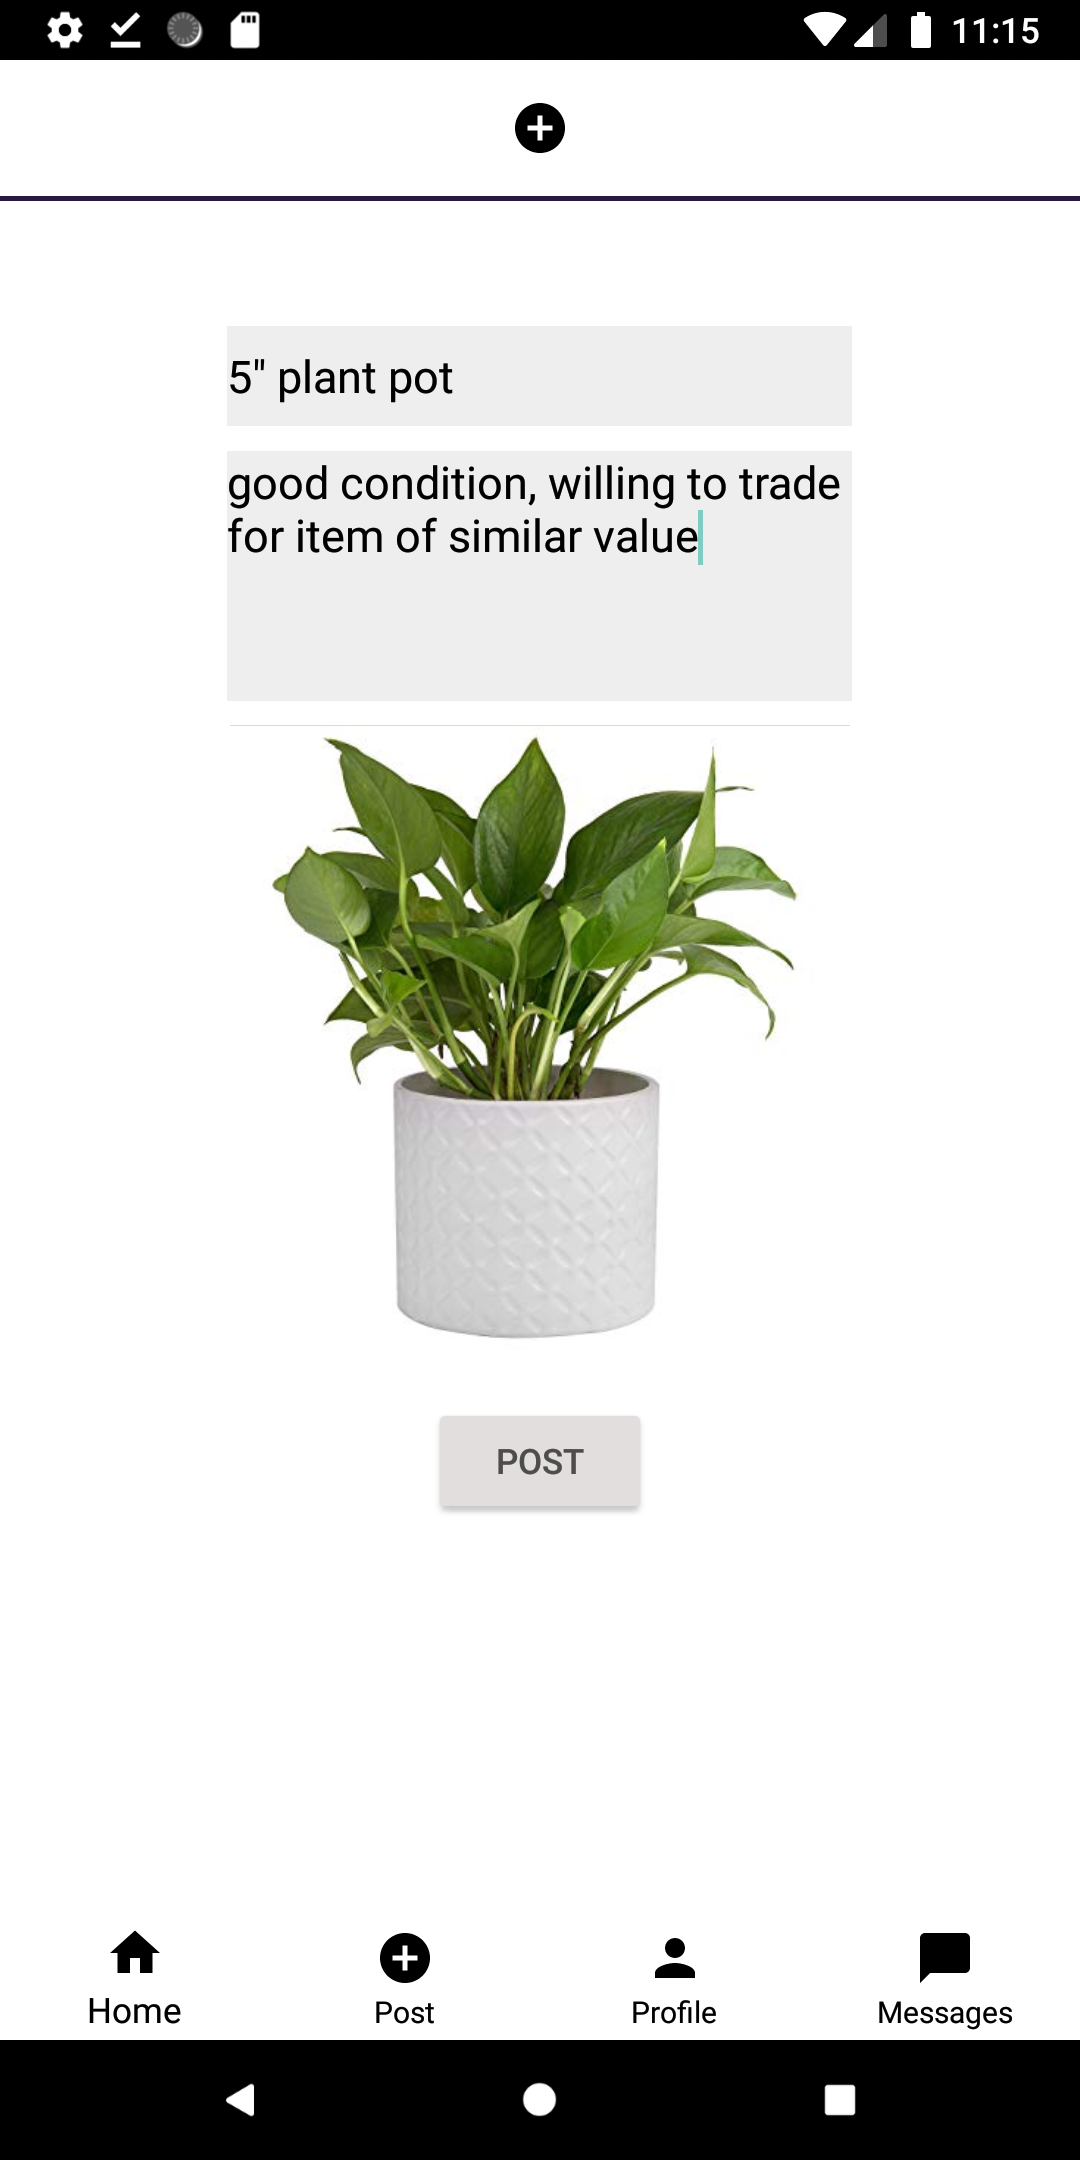 11:15
5" plant pot
good condition, willing to trade
for item of similar value
POST
Home
Post
Profile
Messages